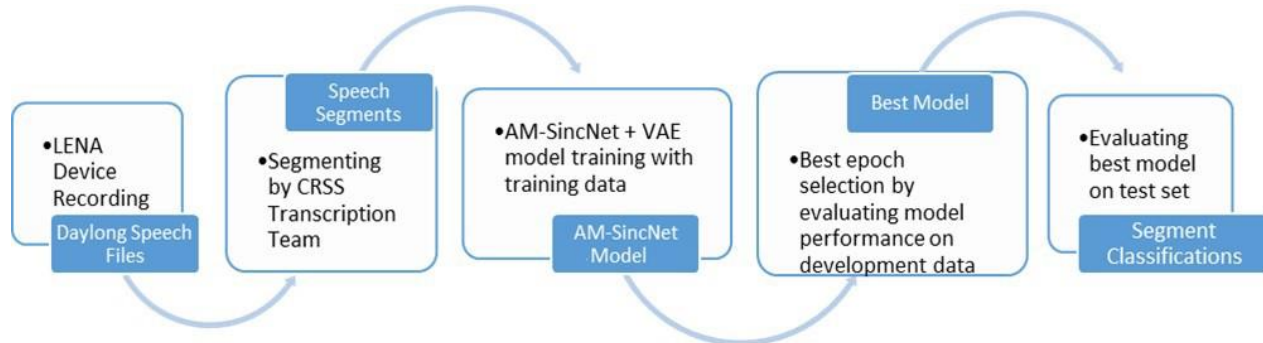 •LENA
Device
Recording
Daylong Speech
Files
Speech
Segments
•Segmenting
by CRSS
Transcription
Team
•AM-SincNet + VAE
model training with
training data
AM-SincNet
Model
Best Model
•Best epoch
selection by
evaluating model
performance on
development data
•Evaluating
best model
on test set
Segment
Classifications